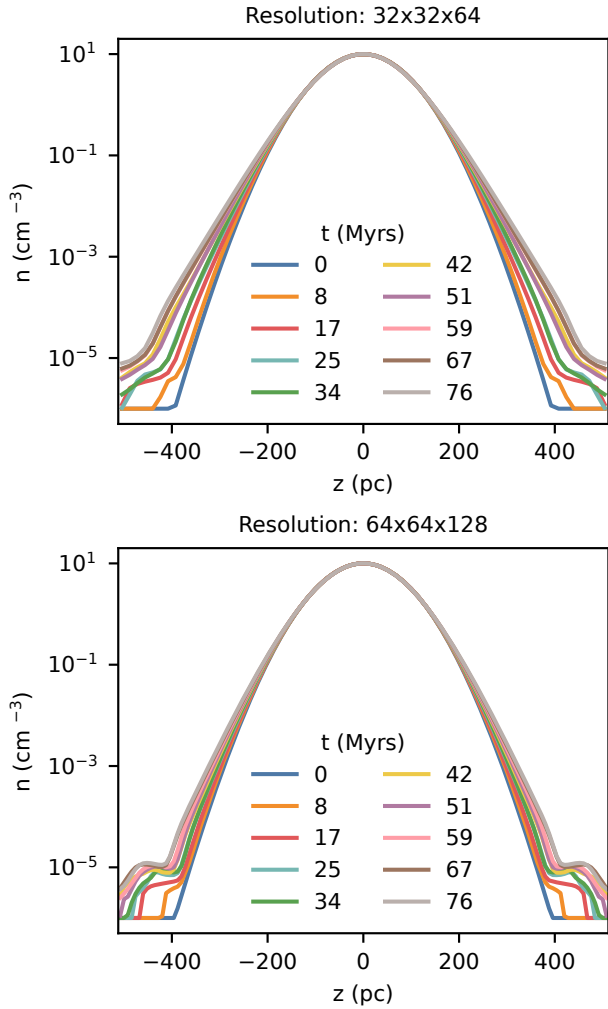 Resolution: 32x32x64
10^1
10^-1
10^-3
10^-5
n (cm^-3)
t (Myrs)
0 42
8 51
17 59
25 67
34 76
−400 −200 0 200 400
z (pc)
Resolution: 64x64x128
10^1
10^-1
10^-3
10^-5
n (cm^-3)
t (Myrs)
0 42
8 51
17 59
25 67
34 76
−400 −200 0 200 400
z (pc)